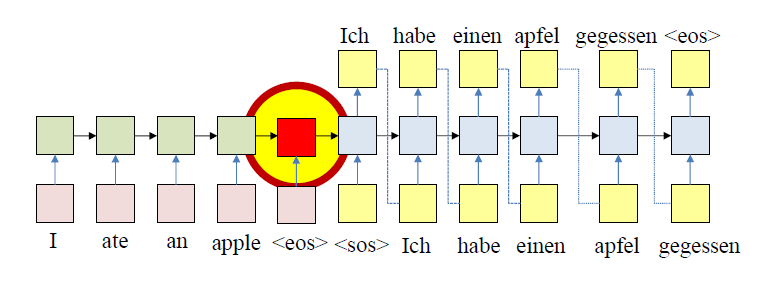 Ich habe einen apfel gegessen <eos>
I ate an apple <eos> <sos> Ich habe einen apfel gegessen